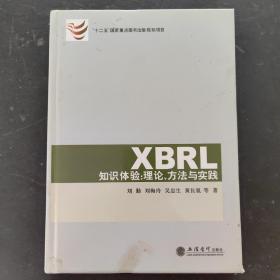 "十二五"国家重点图书出版规划项目
XBRL
知识体验:理论、方法与实践
刘勤 刘梅玲 吴忠生 黄长胤 等 著
立信会计出版社